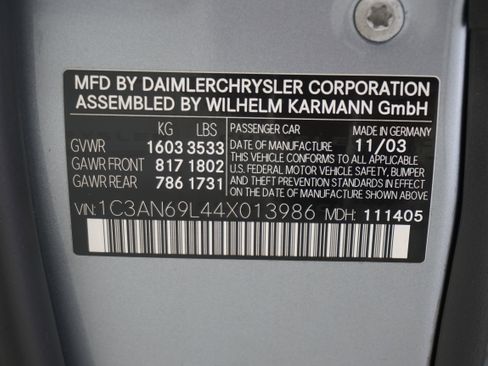 MFD BY DAIMLERCHRYSLER CORPORATION
ASSEMBLED BY WILHELM KARMANN GmbH
KG LBS PASSENGER CAR MADE IN GERMANY
GVWR 1603 3533 DATE OF MANUFACTURE 11/03
GAWR FRONT 817 1802 THIS VEHICLE CONFORMS TO ALL APPLICABLE
U.S. FEDERAL MOTOR VEHICLE SAFETY, BUMPER
GAWR REAR 786 1731 AND THEFT PREVENTION STANDARDS IN EFFECT
ON THE DATE OF MANUFACTURE SHOWN ABOVE.
VIN:1C3AN69L44X013986 MDH: 111405